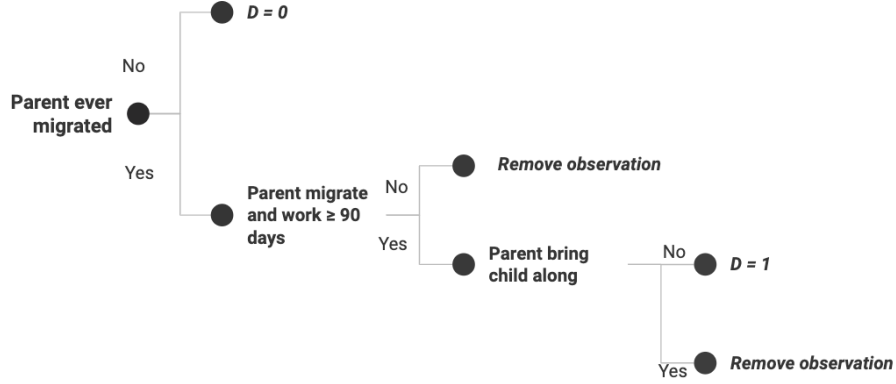 D = 0
No
Parent ever
migrated
Yes
Parent migrate
and work ≥ 90
days
No
Yes
Remove observation
Parent bring
child along
No
D = 1
Yes
Remove observation